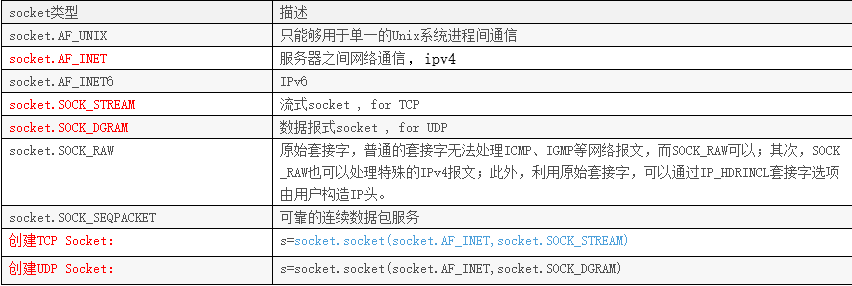 socket类型 描述
socket.AF_UNIX 只能够用于单一的Unix系统进程间通信
socket.AF_INET 服务器之间网络通信，ipv4
socket.AF_INET6 IPv6
socket.SOCK_STREAM 流式socket , for TCP
socket.SOCK_DGRAM 数据报式socket , for UDP
socket.SOCK_RAW 原始套接字，普通的套接字无法处理ICMP、IGMP等网络报文，而SOCK_RAW可以；其次，SOCK
_RAW也可以处理特殊的IPv4报文；此外，利用原始套接字，可以通过IP_HDRINCL套接字选项
由用户构造IP头。
socket.SOCK_SEQPACKET 可靠的连续数据包服务
创建TCP Socket: s=socket.socket(socket.AF_INET,socket.SOCK_STREAM)
创建UDP Socket: s=socket.socket(socket.AF_INET,socket.SOCK_DGRAM)